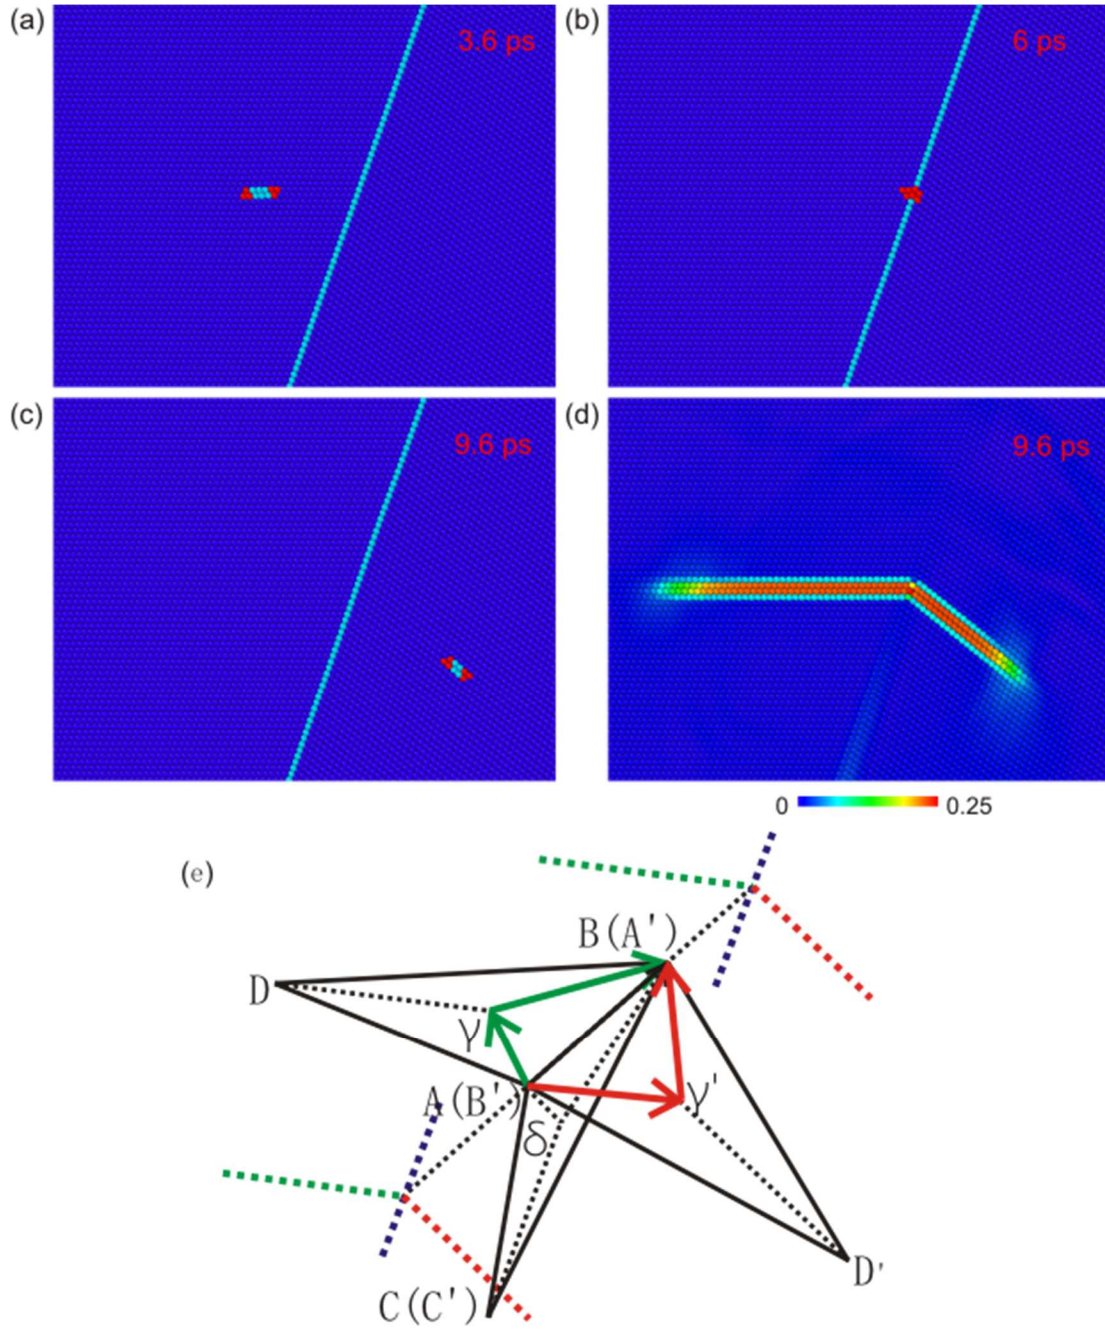 (a)
3.6 ps
(b)
6 ps
(c)
9.6 ps
(d)
9.6 ps
0
0.25
(e)
B(A')
D
γ
A(B')
γ'
δ
D'
C(C')